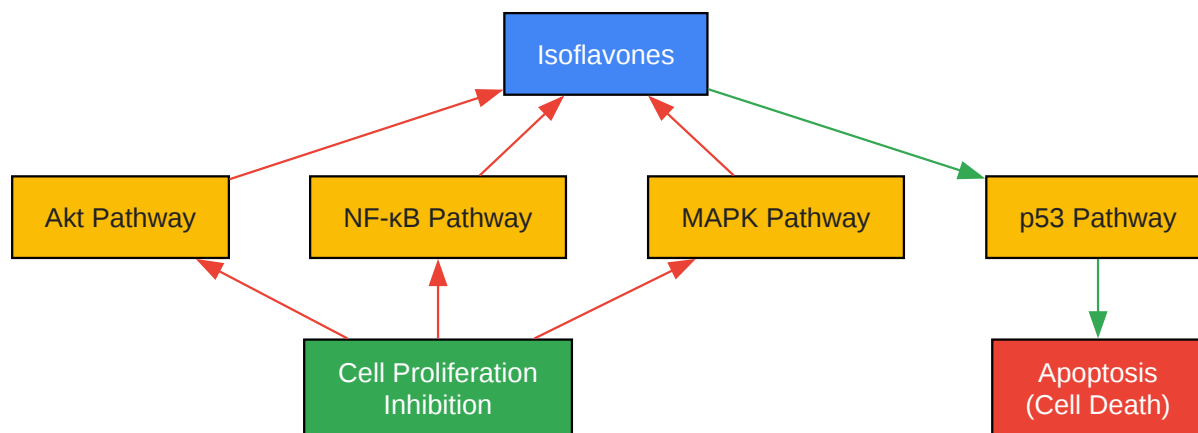 Isoflavones
Akt Pathway
NF-κB Pathway
MAPK Pathway
p53 Pathway
Cell Proliferation
Inhibition
Apoptosis
(Cell Death)